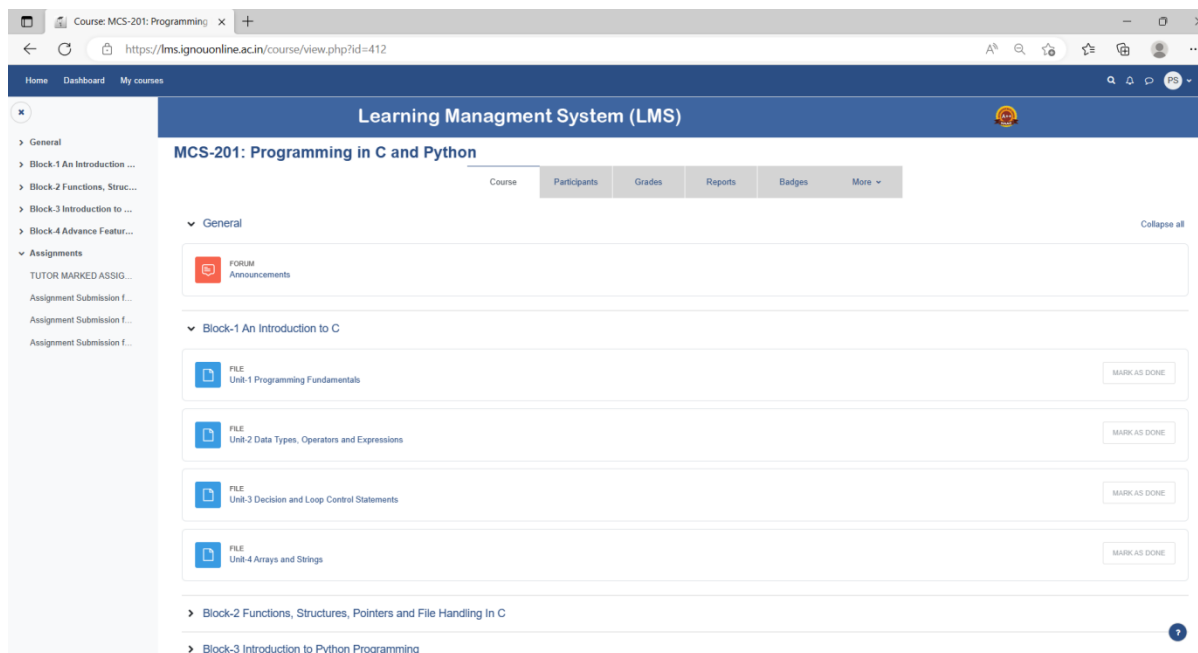 Course: MCS-201: Programming
https://lms.ignouonline.ac.in/course/view.php?id=412
Home Dashboard My courses
PS
Learning Managment System (LMS)
General
Block-1 An Introduction ...
Block-2 Functions, Struc...
Block-3 Introduction to ...
Block-4 Advance Featur...
Assignments
TUTOR MARKED ASSIG...
Assignment Submission f...
Assignment Submission f...
Assignment Submission f...
MCS-201: Programming in C and Python
Course Participants Grades Reports Badges More
General Collapse all
FORUM
Announcements
Block-1 An Introduction to C
FILE
Unit-1 Programming Fundamentals MARK AS DONE
FILE
Unit-2 Data Types, Operators and Expressions MARK AS DONE
FILE
Unit-3 Decision and Loop Control Statements MARK AS DONE
FILE
Unit-4 Arrays and Strings MARK AS DONE
Block-2 Functions, Structures, Pointers and File Handling In C
?
Block-3 Introduction to Python Programming